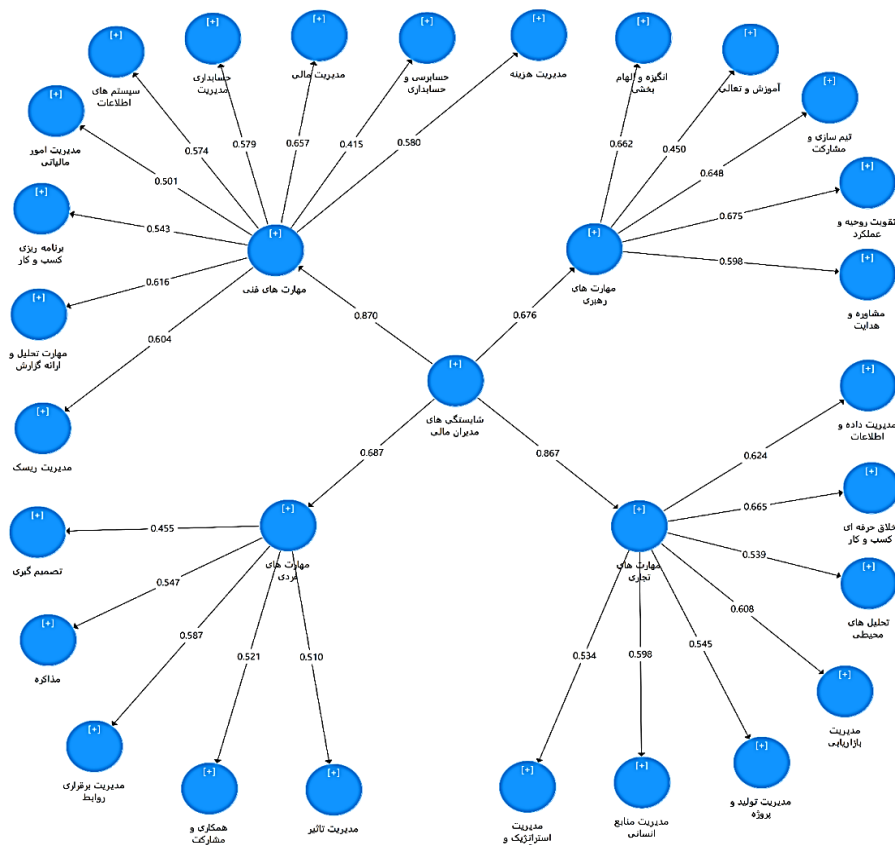 [+]
سیستم های
اطلاعات
[+]
حسابداری
مدیریت
[+]
مدیریت مالی
[+]
حسابرسی و
حسابداری
[+]
مدیریت هزینه
[+]
انگیزه و الهام
بخشی
[+]
آموزش و تعالی
[+]
تیم سازی و
مشارکت
[+]
تقویت روحیه و
عملکرد
[+]
مشاوره و
هدایت
[+]
مدیریت امور
مالیاتی
[+]
برنامه ریزی
کسب و کار
[+]
مهارت تحلیل و
ارائه گزارش
[+]
مدیریت ریسک
0.574
0.579
0.657
0.415
0.580
0.501
0.543
0.616
0.604
[+]
مهارت های فنی
0.662
0.450
0.648
0.675
0.598
[+]
مهارت های
رهبری
0.870
0.676
[+]
شایستگی های
مدیران مالی
0.687
0.867
[+]
مهارت های
فردی
0.455
0.547
0.587
0.521
0.510
[+]
تصمیم گیری
[+]
مذاکره
[+]
مدیریت برقراری
روابط
[+]
همکاری و
مشارکت
[+]
مدیریت تاثیر
[+]
مهارت های
تجاری
0.624
0.665
0.539
0.608
0.545
0.598
0.534
[+]
مدیریت داده و
اطلاعات
[+]
خلاق حرفه ای
کسب و کار
[+]
تحلیل های
محیطی
[+]
مدیریت
بازاریابی
[+]
مدیریت تولید و
پروژه
[+]
مدیریت منابع
انسانی
[+]
مدیریت
استراتژیک و